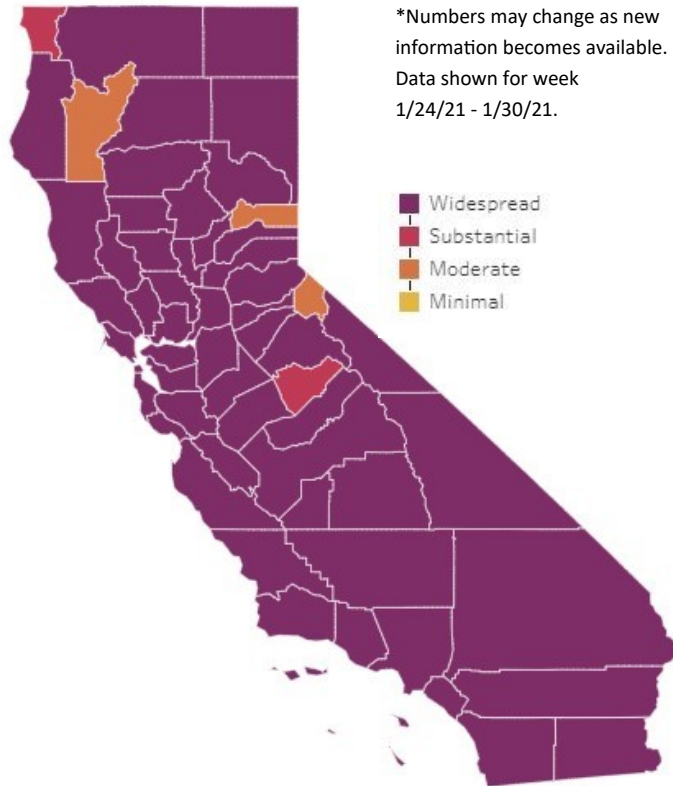 *Numbers may change as new
information becomes available.
Data shown for week
1/24/21 - 1/30/21.
Widespread
Substantial
Moderate
Minimal